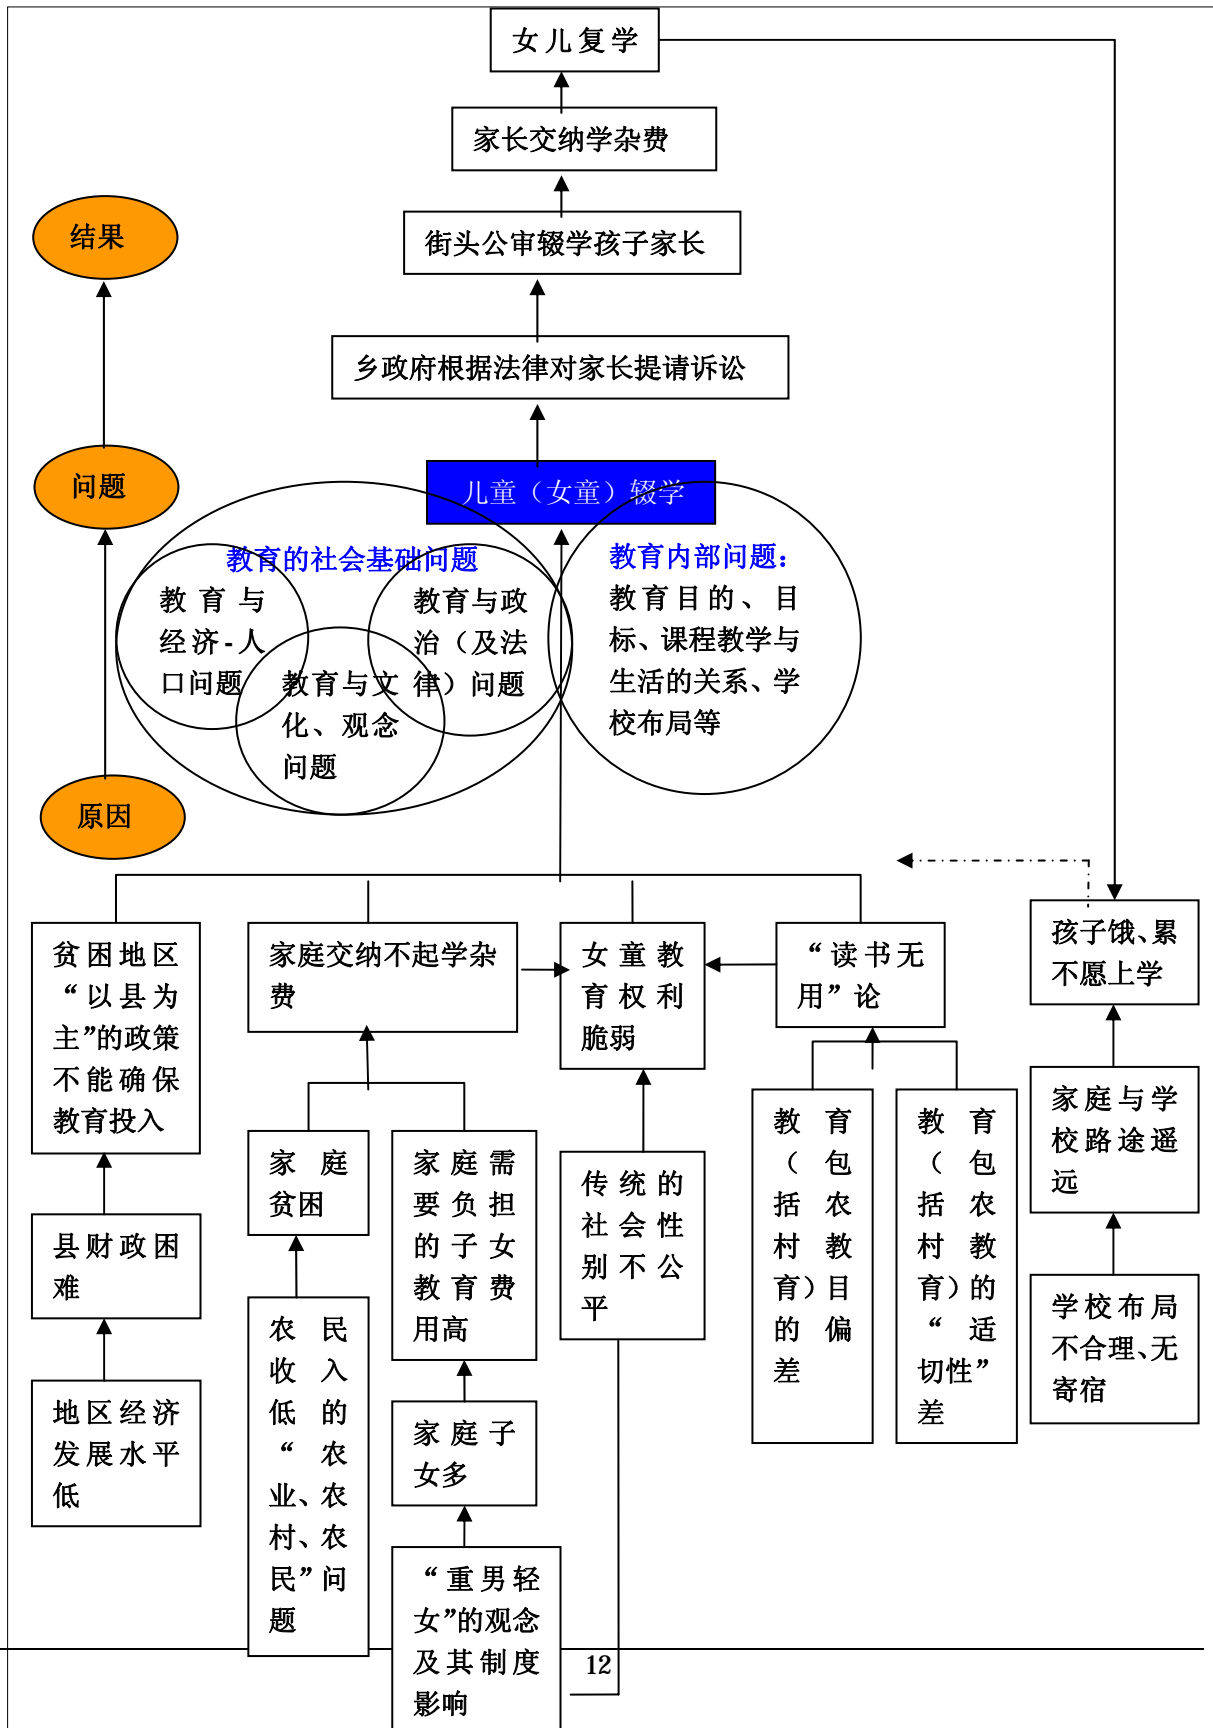 女儿复学
家长交纳学杂费
街头公审辍学孩子家长
结果
乡政府根据法律对家长提请诉讼
问题
儿童（女童）辍学
教育的社会基础问题
教育与
经济-人
口问题
教育与政
治（及法
律）问题
教育与文
化、观念
问题
教育内部问题：
教育目的、目
标、课程教学与
生活的关系、学
校布局等
原因
贫困地区
“以县为
主”的政策
不能确保
教育投入
县财政困
难
地区经济
发展水平
低
家庭交纳不起学杂
费
家庭
贫困
农民
收入
低的
“农
业、农
村、农
民”问
题
家庭需
要负担
的子女
教育费
用高
家庭子
女多
“重男轻
女”的观念
及其制度
影响
女童教
育权利
脆弱
传统的
社会性
别不公
平
“读书无
用”论
教育
（包
括农
村教
育）目
的偏
差
教育
（包
括农
村教
育）的
“适
切性”
差
孩子饿、累
不愿上学
家庭与学
校路途遥
远
学校布局
不合理、无
寄宿
12